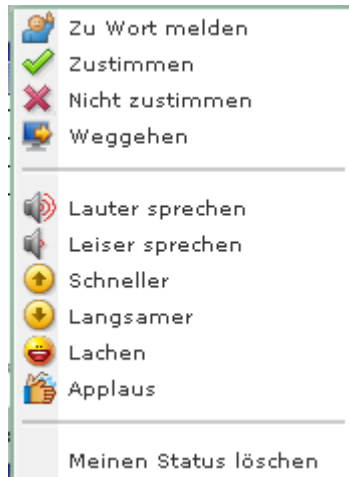 Zu Wort melden
Zustimmen
Nicht zustimmen
Weggehen
Lauter sprechen
Leiser sprechen
Schneller
Langsamer
Lachen
Applaus
Meinen Status löschen